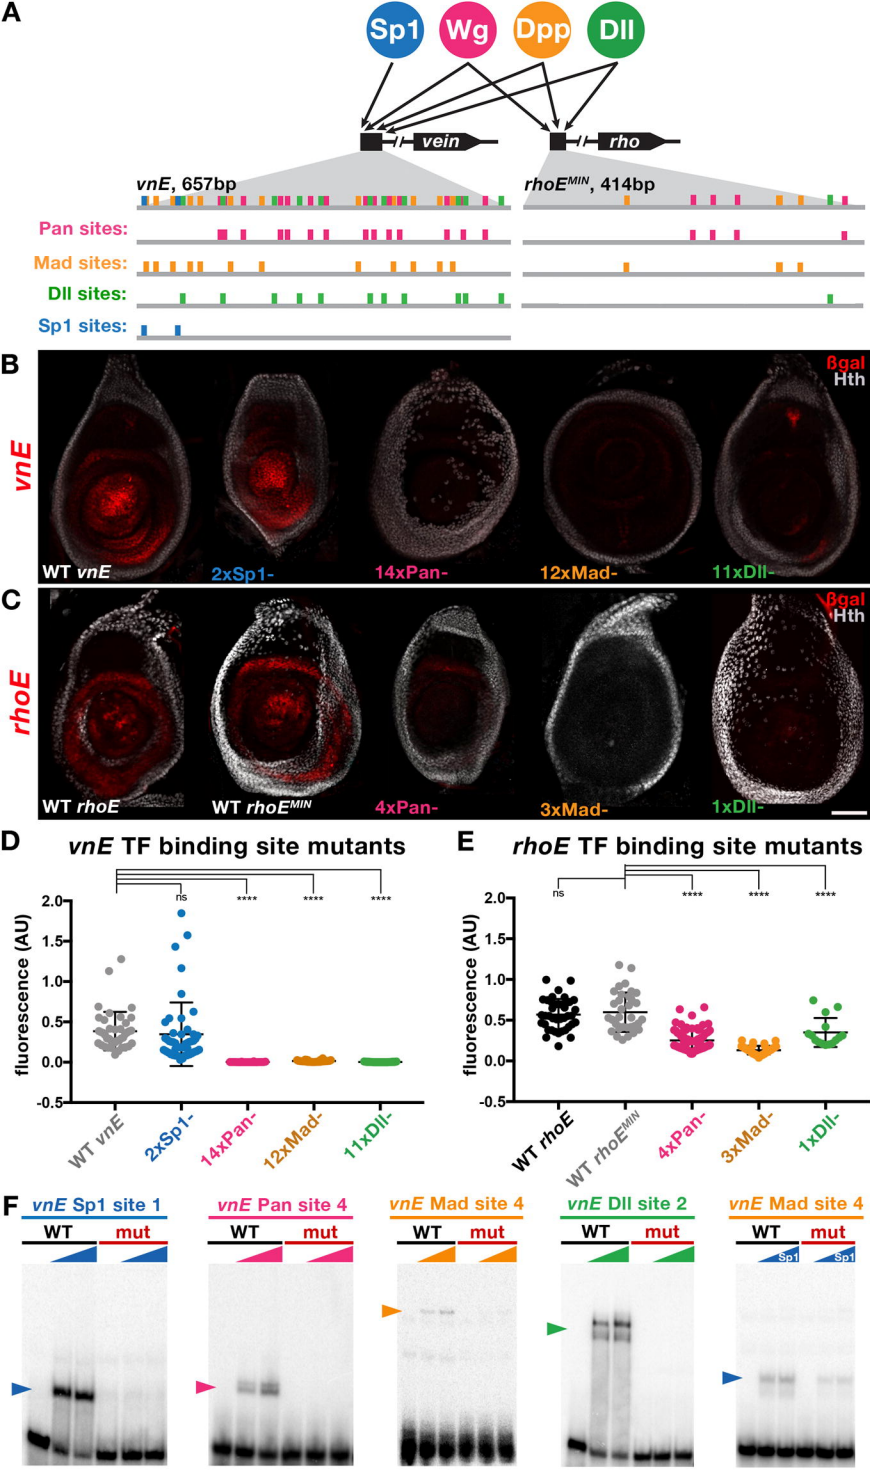 A
Sp1 Wg Dpp Dll
vein rho
vnE, 657bp rhoE^MIN, 414bp
Pan sites:
Mad sites:
Dll sites:
Sp1 sites:
B
ßgal
Hth
vnE
WT vnE 2xSp1- 14xPan- 12xMad- 11xDll-
C
ßgal
Hth
rhoE
WT rhoE WT rhoE^MIN 4xPan- 3xMad- 1xDll-
D vnE TF binding site mutants
ns **** **** ****
fluorescence (AU)
2.0
1.5
1.0
0.5
0.0
-0.5
WT vnE 2xSp1- 14xPan- 12xMad- 11xDll-
E rhoE TF binding site mutants
ns **** **** ****
fluorescence (AU)
2.0
1.5
1.0
0.5
0.0
-0.5
WT rhoE WT rhoE^MIN 4xPan- 3xMad- 1xDll-
F
vnE Sp1 site 1 vnE Pan site 4 vnE Mad site 4 vnE Dll site 2 vnE Mad site 4
WT mut WT mut WT mut WT mut WT mut
Sp1 Sp1